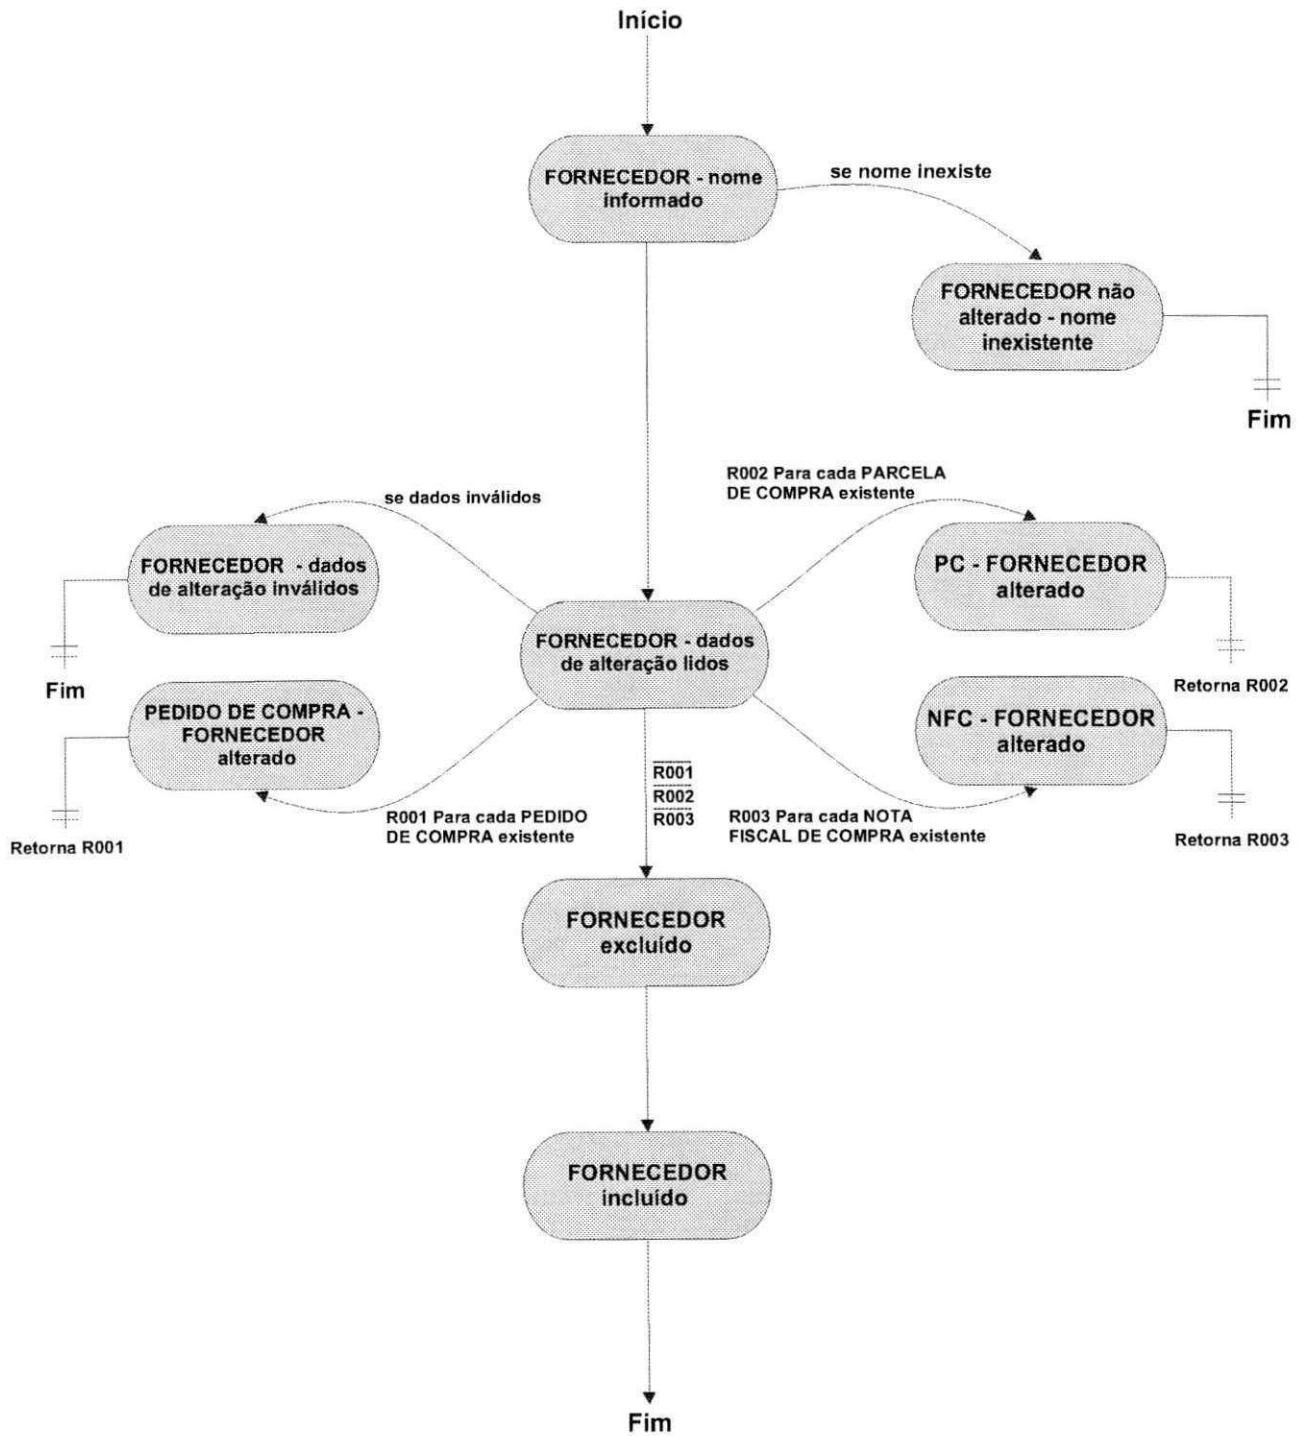 Início
FORNECEDOR - nome
informado
se nome inexiste
FORNECEDOR não
alterado - nome
inexistente
Fim
R002 Para cada PARCELA
DE COMPRA existente
se dados inválidos
FORNECEDOR - dados
de alteração inválidos
Fim
PC - FORNECEDOR
alterado
Retorna R002
FORNECEDOR - dados
de alteração lidos
PEDIDO DE COMPRA -
FORNECEDOR
alterado
Retorna R001
NFC - FORNECEDOR
alterado
Retorna R003
R001
R002
R003
R001 Para cada PEDIDO
DE COMPRA existente
R003 Para cada NOTA
FISCAL DE COMPRA existente
FORNECEDOR
excluído
FORNECEDOR
incluído
Fim